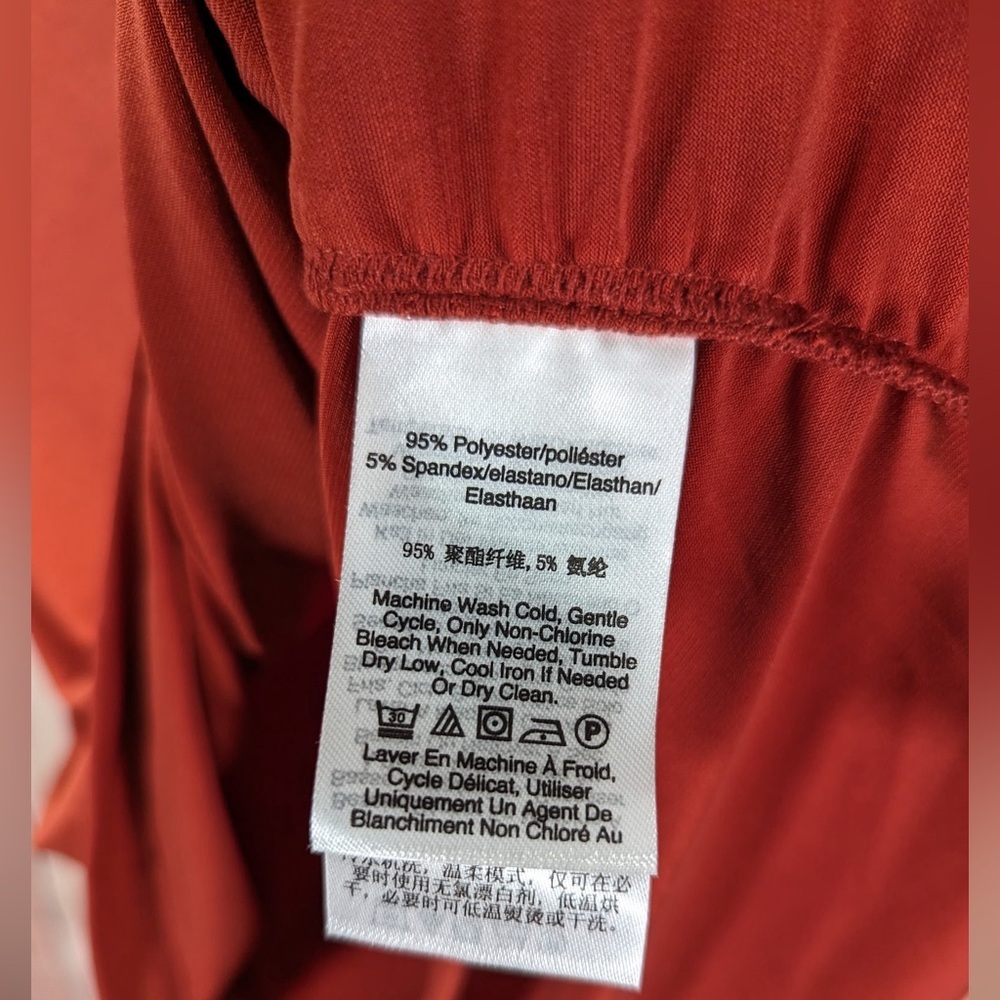 95% Polyester/poliéster
5% Spandex/elastano/Elasthan/
Elasthaan
95% 聚酯纤维, 5% 氨纶
Machine Wash Cold, Gentle
Cycle, Only Non-Chlorine
Bleach When Needed, Tumble
Dry Low, Cool Iron If Needed
Or Dry Clean.
30 P
Laver En Machine À Froid,
Cycle Délicat, Utiliser
Uniquement Un Agent De
Blanchiment Non Chloré Au
冷水机洗, 温柔模式, 仅可在必
要时使用无氯漂白剂, 低温烘
干, 必要时可低温熨烫或干洗。